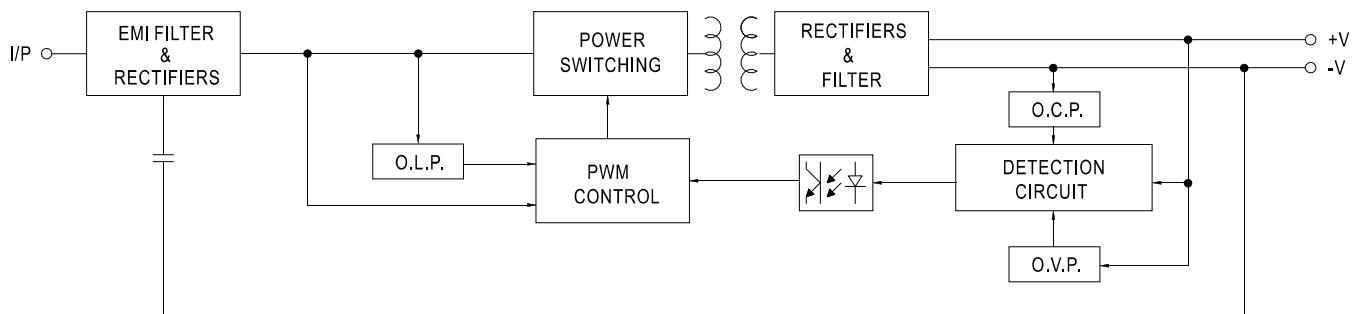 I/P
EMI FILTER
&
RECTIFIERS
POWER
SWITCHING
RECTIFIERS
&
FILTER
+V
-V
O.C.P.
O.L.P.
PWM
CONTROL
DETECTION
CIRCUIT
O.V.P.